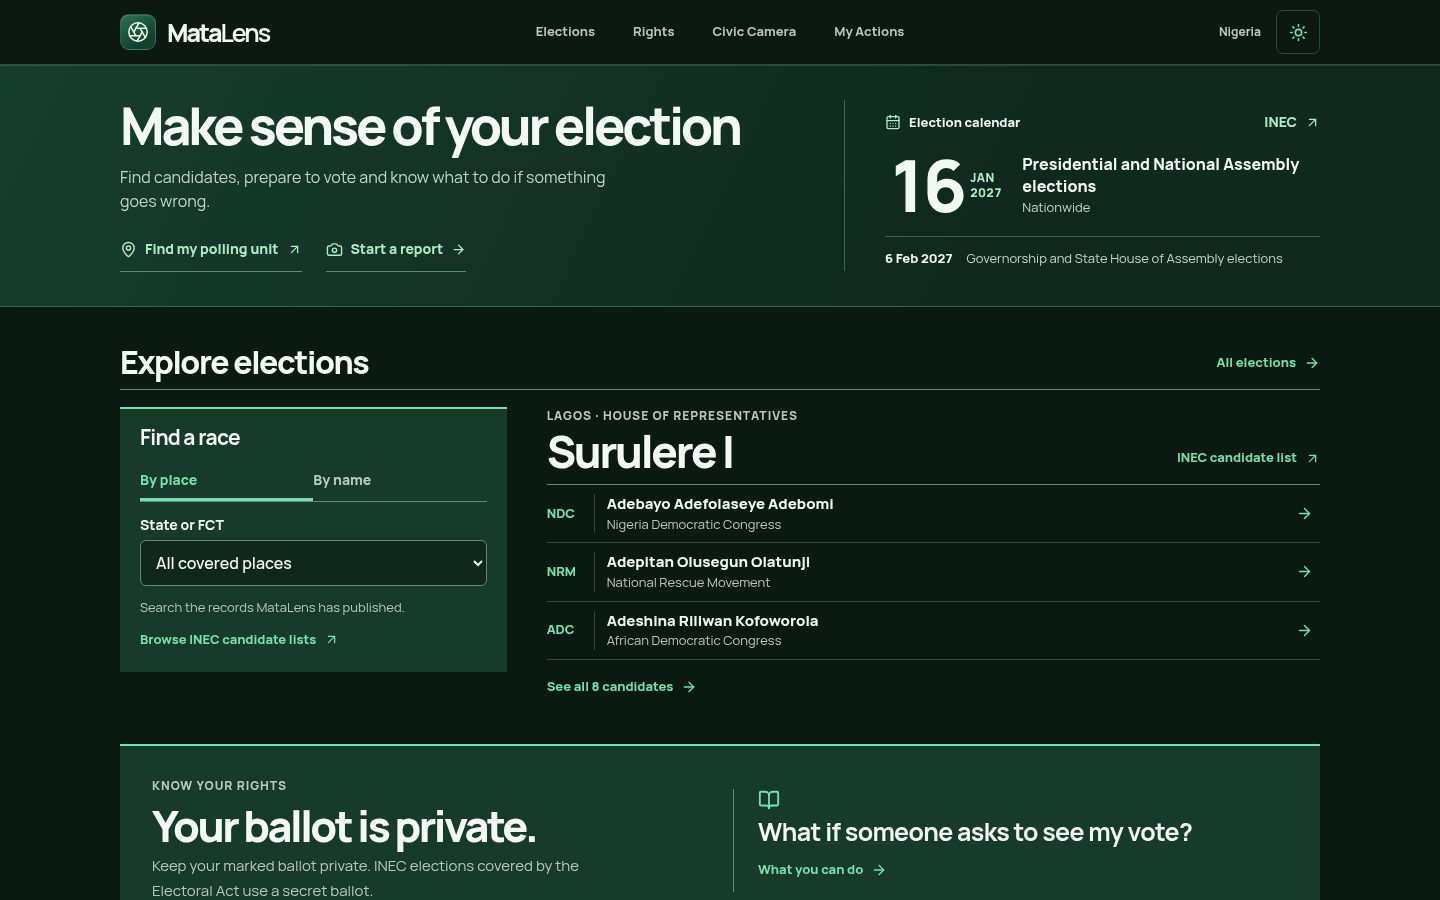 MataLens
Elections
Rights
Civic Camera
My Actions
Nigeria
Make sense of your election
Find candidates, prepare to vote and know what to do if something
goes wrong.
Find my polling unit
Start a report
Election calendar
INEC
16
JAN
2027
Presidential and National Assembly
elections
Nationwide
6 Feb 2027
Governorship and State House of Assembly elections
Explore elections
All elections
Find a race
By place
By name
State or FCT
All covered places
Search the records MataLens has published.
Browse INEC candidate lists
LAGOS · HOUSE OF REPRESENTATIVES
Surulere I
INEC candidate list
NDC
Adebayo Adefolaseye Adebomi
Nigeria Democratic Congress
NRM
Adepitan Olusegun Olatunji
National Rescue Movement
ADC
Adeshina Riliwan Kofoworola
African Democratic Congress
See all 8 candidates
KNOW YOUR RIGHTS
Your ballot is private.
Keep your marked ballot private. INEC elections covered by the
Electoral Act use a secret ballot.
What if someone asks to see my vote?
What you can do